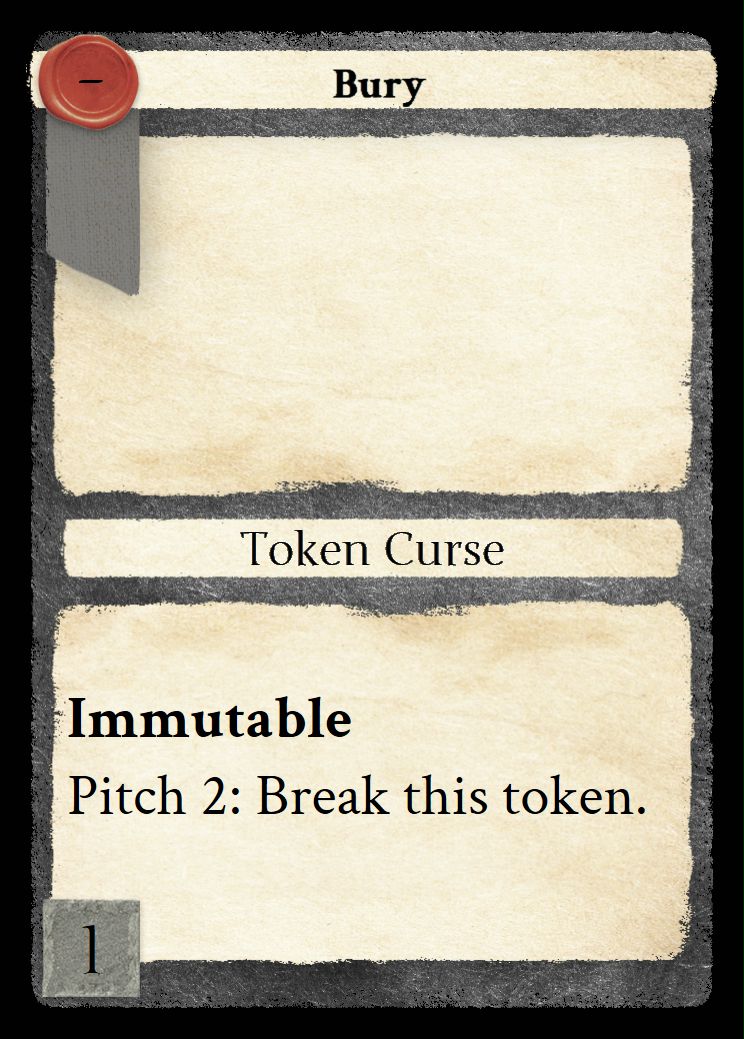 –
Bury
Token Curse
Immutable
Pitch 2: Break this token.
1